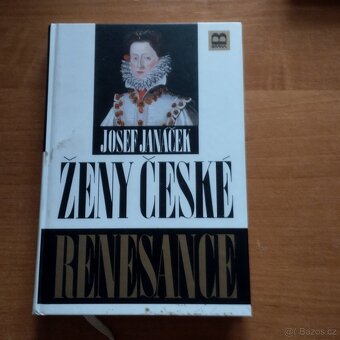 B
JOSEF JANÁČEK
ŽENY ČESKÉ
RENESANCE
Bazos.cz